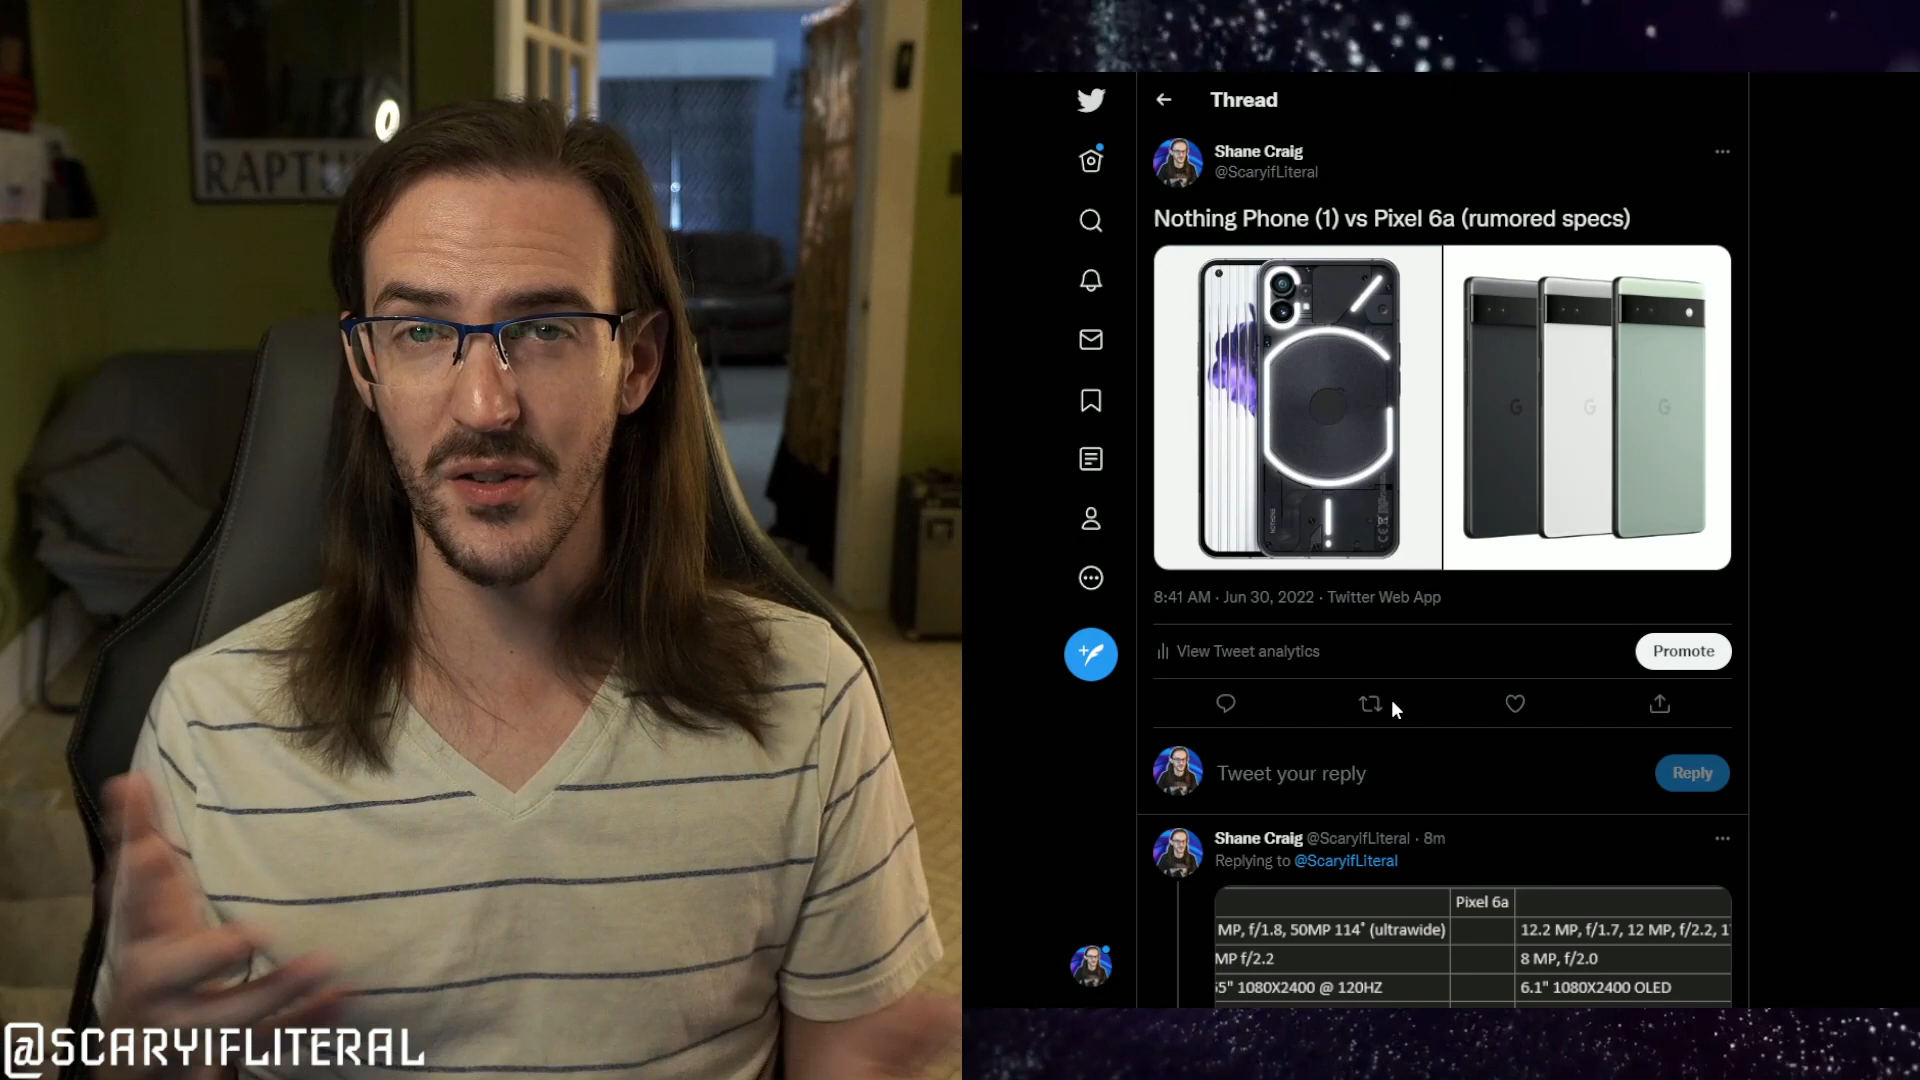 RAPTU
@SCARYIFLITERAL
Thread
Shane Craig
@ScaryifLiteral
Nothing Phone (1) vs Pixel 6a (rumored specs)
8:41 AM · Jun 30, 2022 · Twitter Web App
View Tweet analytics
Promote
Tweet your reply
Reply
Shane Craig @ScaryifLiteral · 8m
Replying to @ScaryifLiteral
Pixel 6a
MP, f/1.8, 50MP 114˚ (ultrawide)
12.2 MP, f/1.7, 12 MP, f/2.2, 1
MP f/2.2
8 MP, f/2.0
5" 1080X2400 @ 120HZ
6.1" 1080X2400 OLED